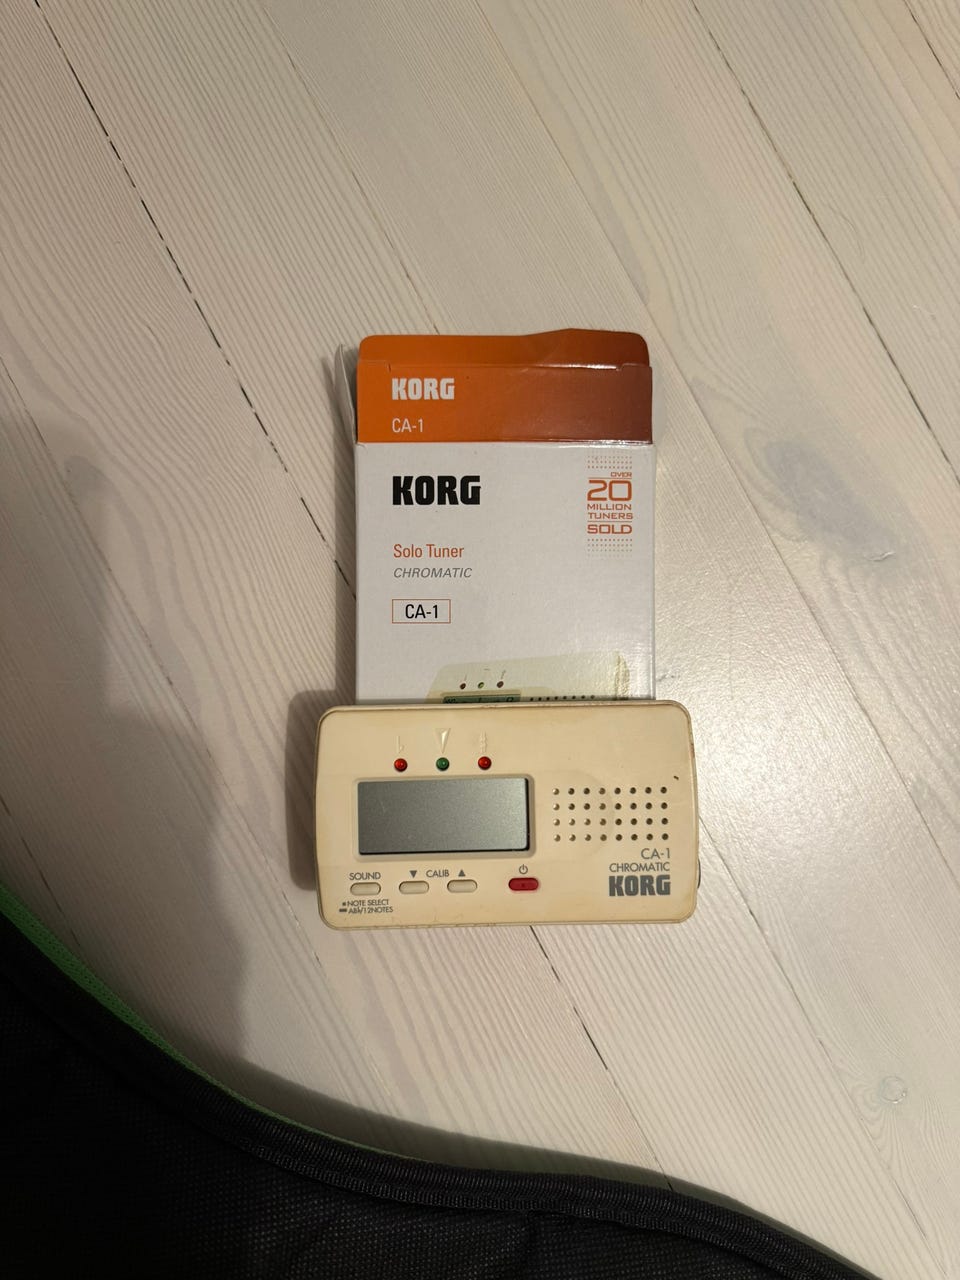 KORG
CA-1
KORG
OVER
20
MILLION
TUNERS
SOLD
Solo Tuner
CHROMATIC
CA-1
SOUND
▼ CALIB ▲
■NOTE SELECT
▬AB♭/12NOTES
CA-1
CHROMATIC
KORG